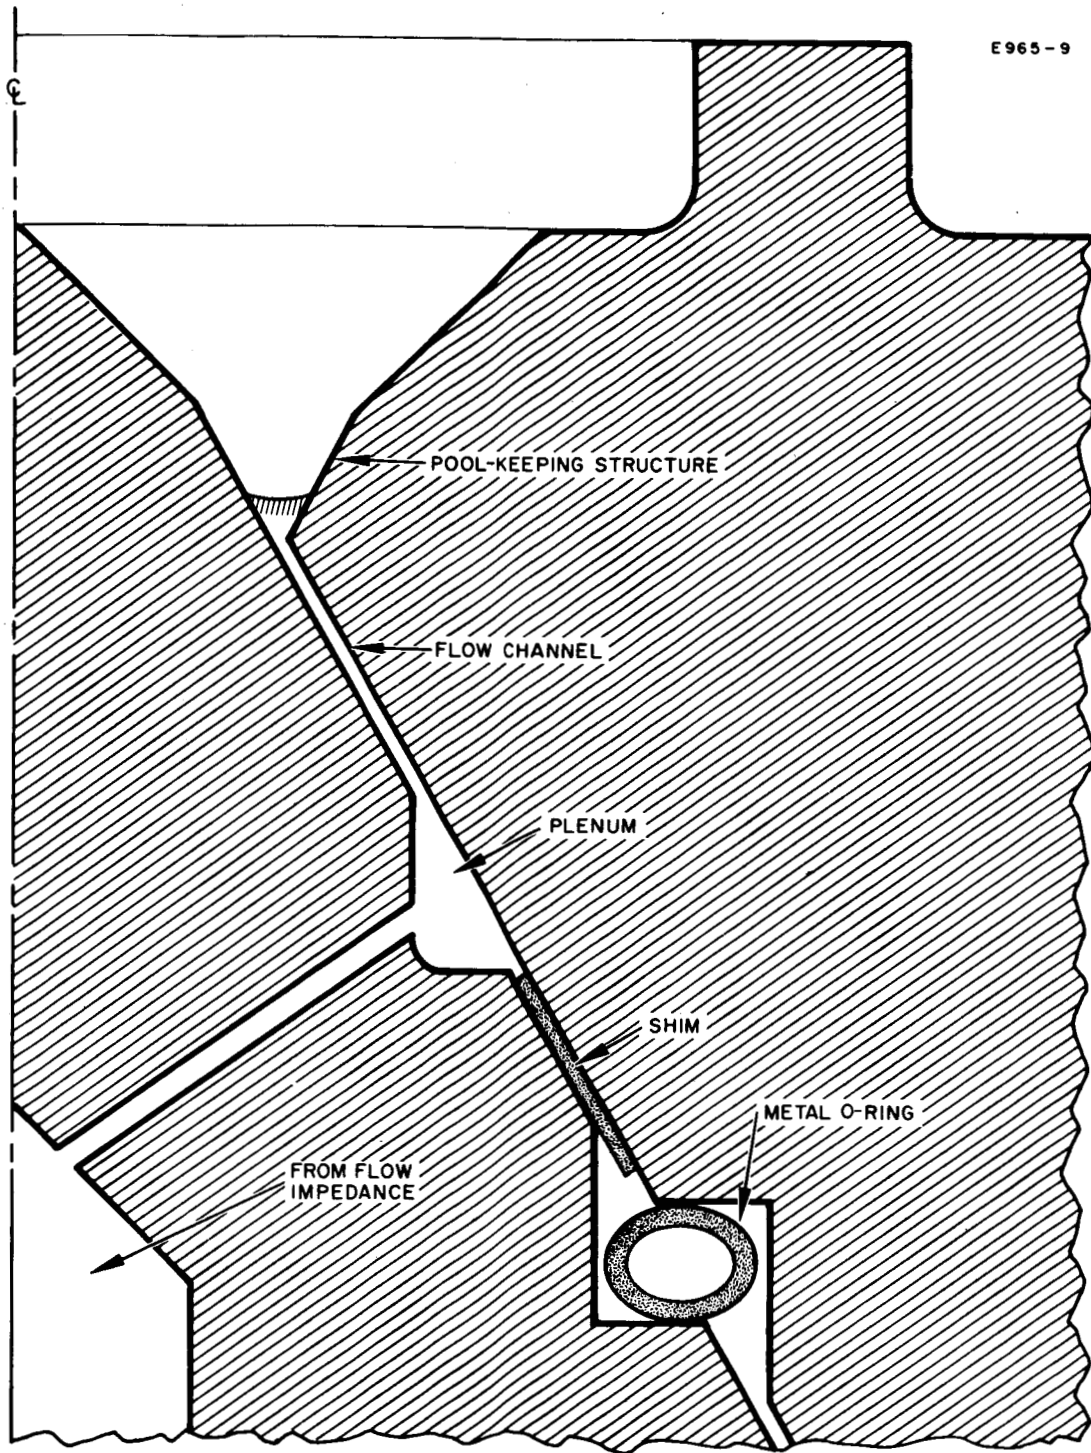 E965-9
℄
POOL-KEEPING STRUCTURE
FLOW CHANNEL
PLENUM
SHIM
METAL O-RING
FROM FLOW
IMPEDANCE